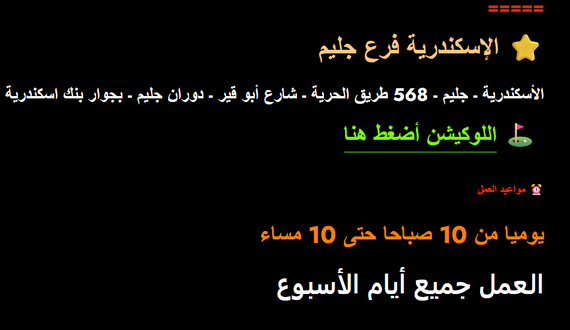 =====
⭐ الإسكندرية فرع جليم
الأسكندرية - جليم - 568 طريق الحرية - شارع أبو قير - دوران جليم - بجوار بنك اسكندرية
⛳ اللوكيشن أضغط هنا
⏰ مواعيد العمل
يوميا من 10 صباحا حتى 10 مساء
العمل جميع أيام الأسبوع